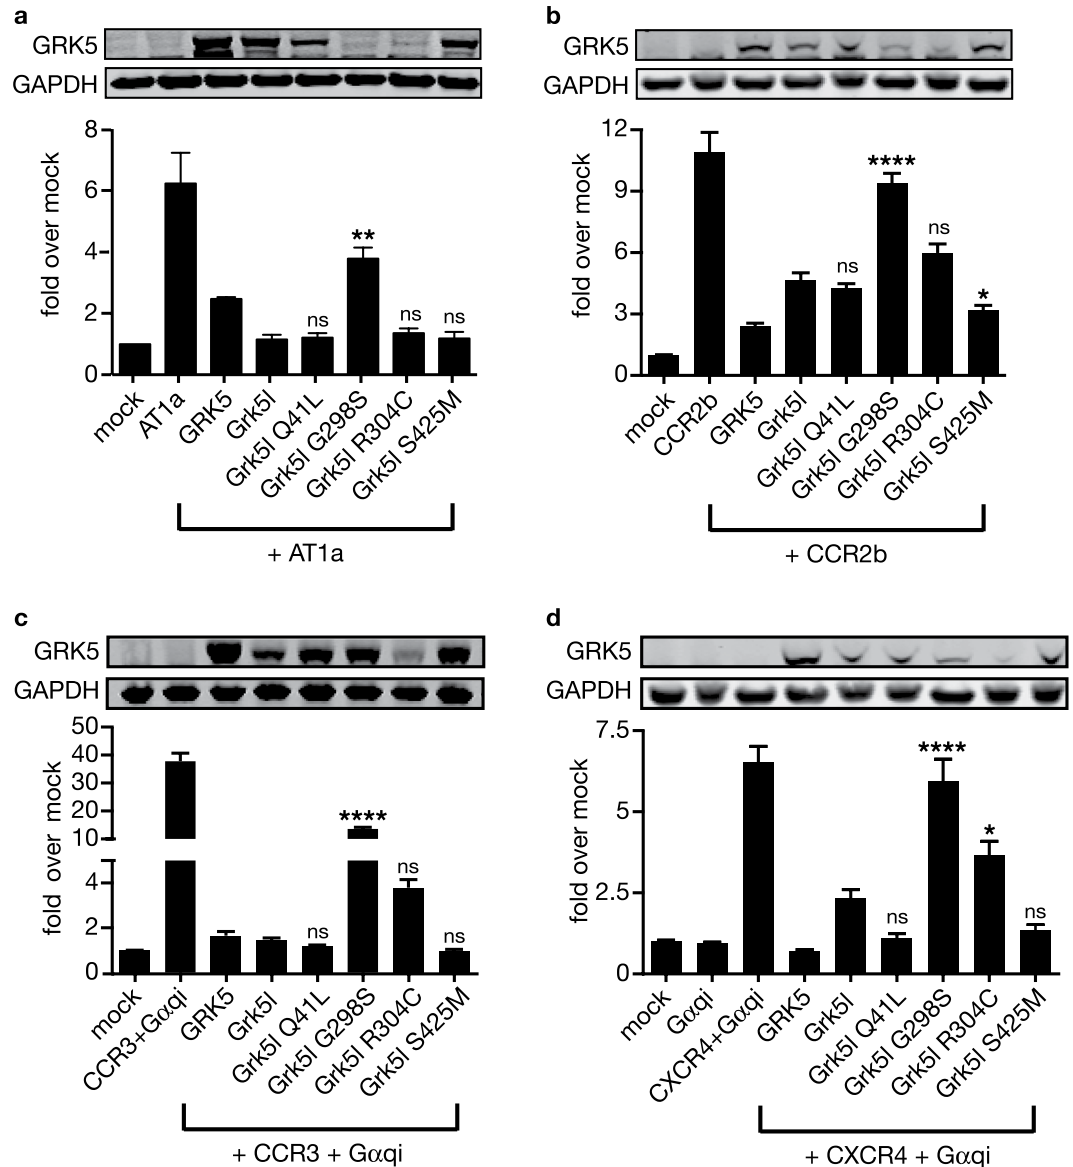 a
GRK5
GAPDH
8
6
4
2
0
fold over mock
**
ns
ns
ns
mock
AT1a
GRK5
Grk5l
Grk5l Q41L
Grk5l G298S
Grk5l R304C
Grk5l S425M
+ AT1a
b
GRK5
GAPDH
12
9
6
3
0
fold over mock
ns
****
ns
*
mock
CCR2b
GRK5
Grk5l
Grk5l Q41L
Grk5l G298S
Grk5l R304C
Grk5l S425M
+ CCR2b
c
GRK5
GAPDH
50
40
30
20
10
4
2
0
fold over mock
ns
****
ns
ns
mock
CCR3+Gαqi
GRK5
Grk5l
Grk5l Q41L
Grk5l G298S
Grk5l R304C
Grk5l S425M
+ CCR3 + Gαqi
d
GRK5
GAPDH
7.5
5
2.5
0
fold over mock
ns
****
*
ns
mock
Gαqi
CXCR4+Gαqi
GRK5
Grk5l
Grk5l Q41L
Grk5l G298S
Grk5l R304C
Grk5l S425M
+ CXCR4 + Gαqi